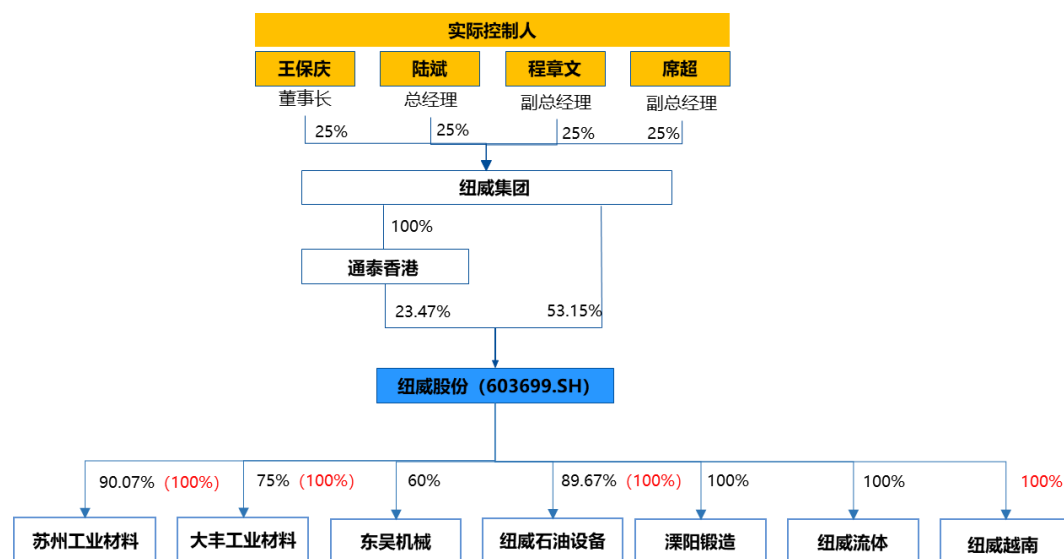 实际控制人
王保庆
陆斌
程章文
席超
董事长
总经理
副总经理
副总经理
25%
25%
25%
25%
纽威集团
100%
通泰香港
23.47%
53.15%
纽威股份（603699.SH）
90.07%（100%）
75%（100%）
60%
89.67%（100%）
100%
100%
100%
苏州工业材料
大丰工业材料
东吴机械
纽威石油设备
溧阳锻造
纽威流体
纽威越南